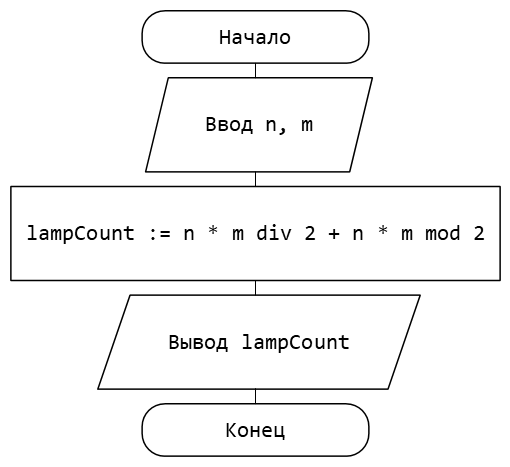 Начало
Ввод n, m
lampCount := n * m div 2 + n * m mod 2
Вывод lampCount
Конец